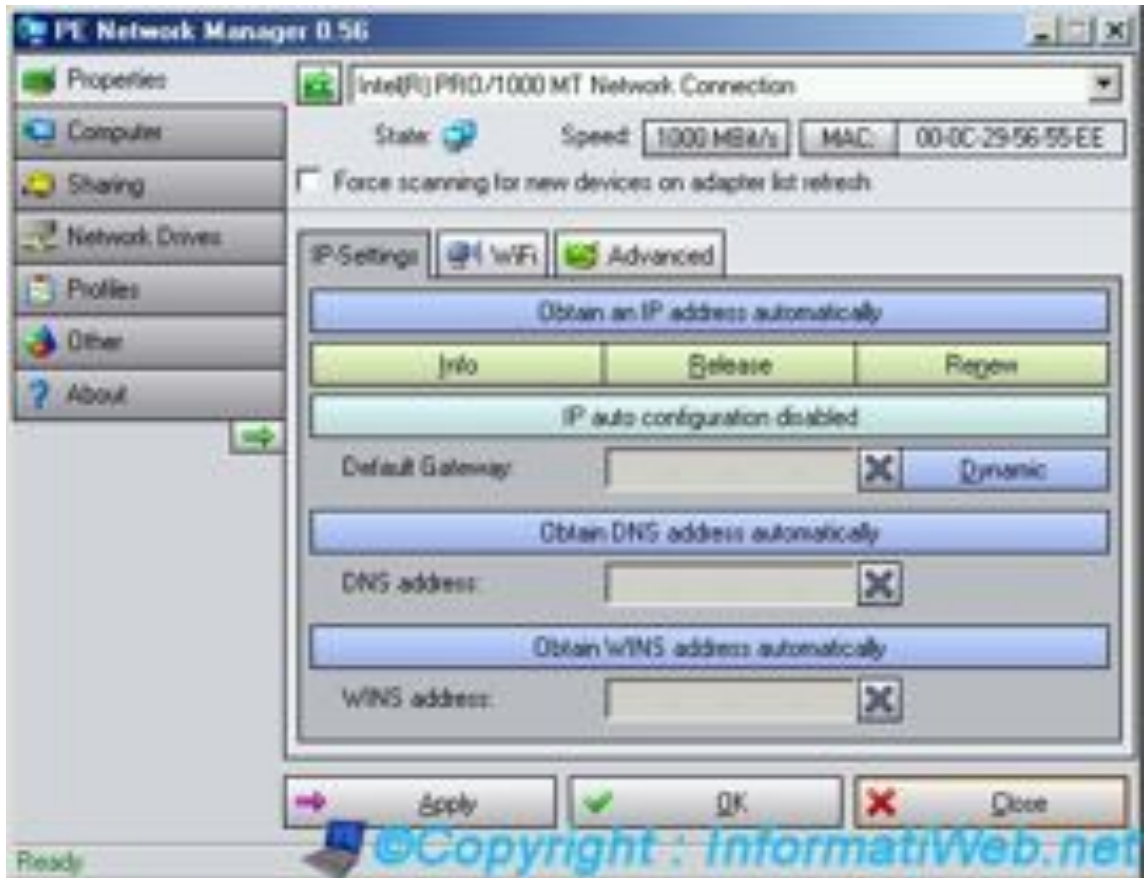 PE Network Manager 0.56
Properties
Computer
Sharing
Network Drives
Profiles
Other
About
Intel(R) PRO/1000 MT Network Connection
State: Speed: 1000 MBit/s MAC: 00-0C-29-56-55-EE
Force scanning for new devices on adapter list refresh
IP-Settings WiFi Advanced
Obtain an IP address automatically
Info Release Renew
IP auto configuration disabled
Default Gateway: Dynamic
Obtain DNS address automatically
DNS address:
Obtain WINS address automatically
WINS address:
Apply OK Close
Ready
©Copyright : InformatiWeb.net